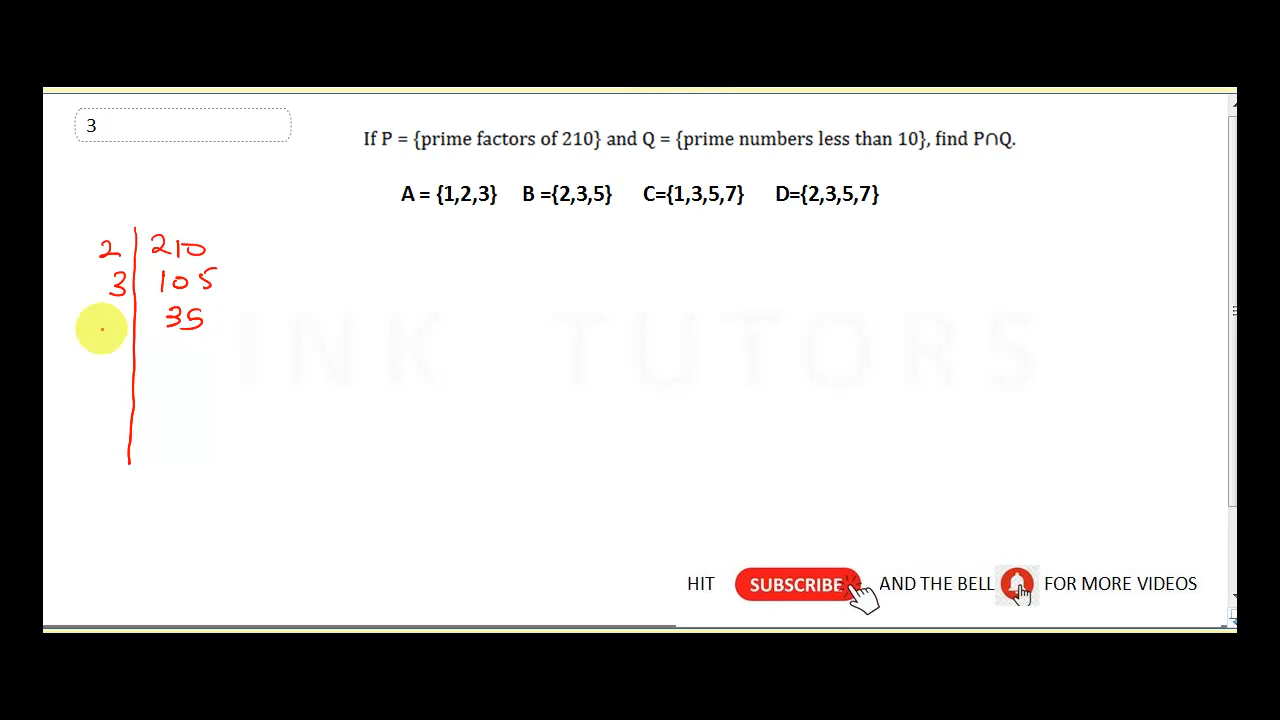 3
If P = {prime factors of 210} and Q = {prime numbers less than 10}, find P∩Q.
A = {1,2,3} B ={2,3,5} C={1,3,5,7} D={2,3,5,7}
2 210
3 105
35
INK TUTORS
HIT SUBSCRIBE AND THE BELL FOR MORE VIDEOS